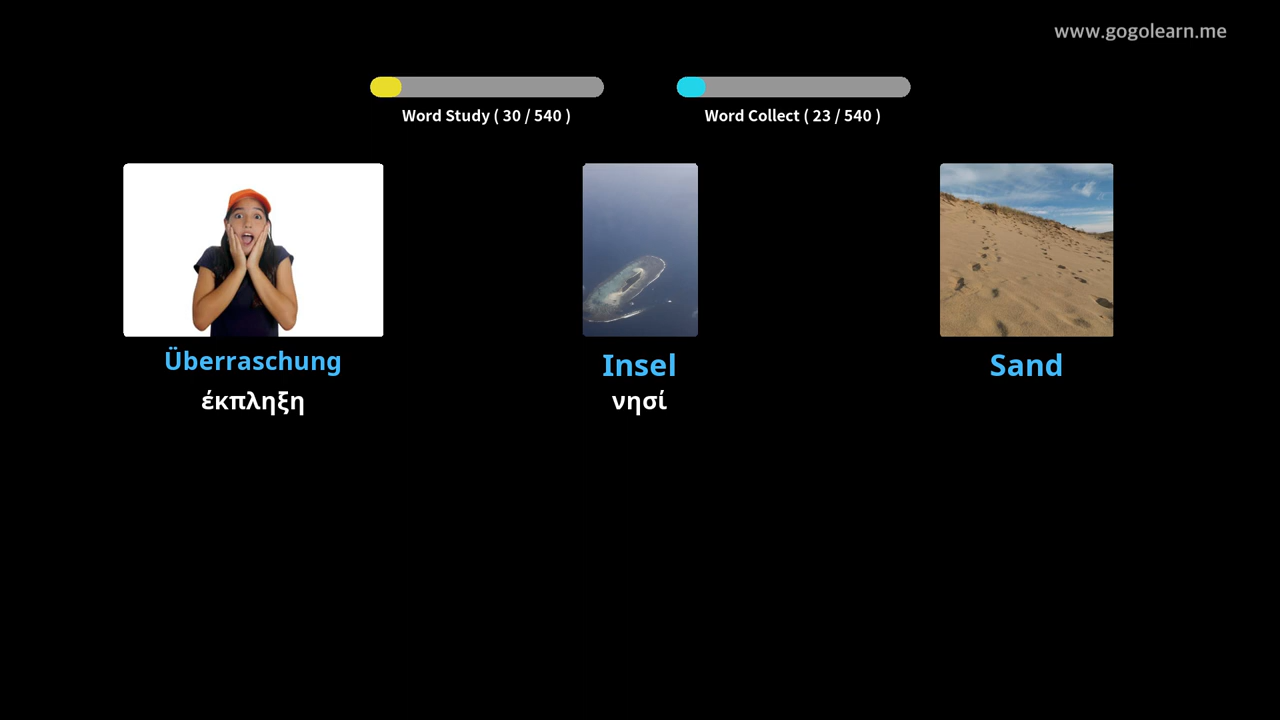 www.gogolearn.me
Word Study ( 30 / 540 )
Word Collect ( 23 / 540 )
Überraschung
έκπληξη
Insel
νησί
Sand